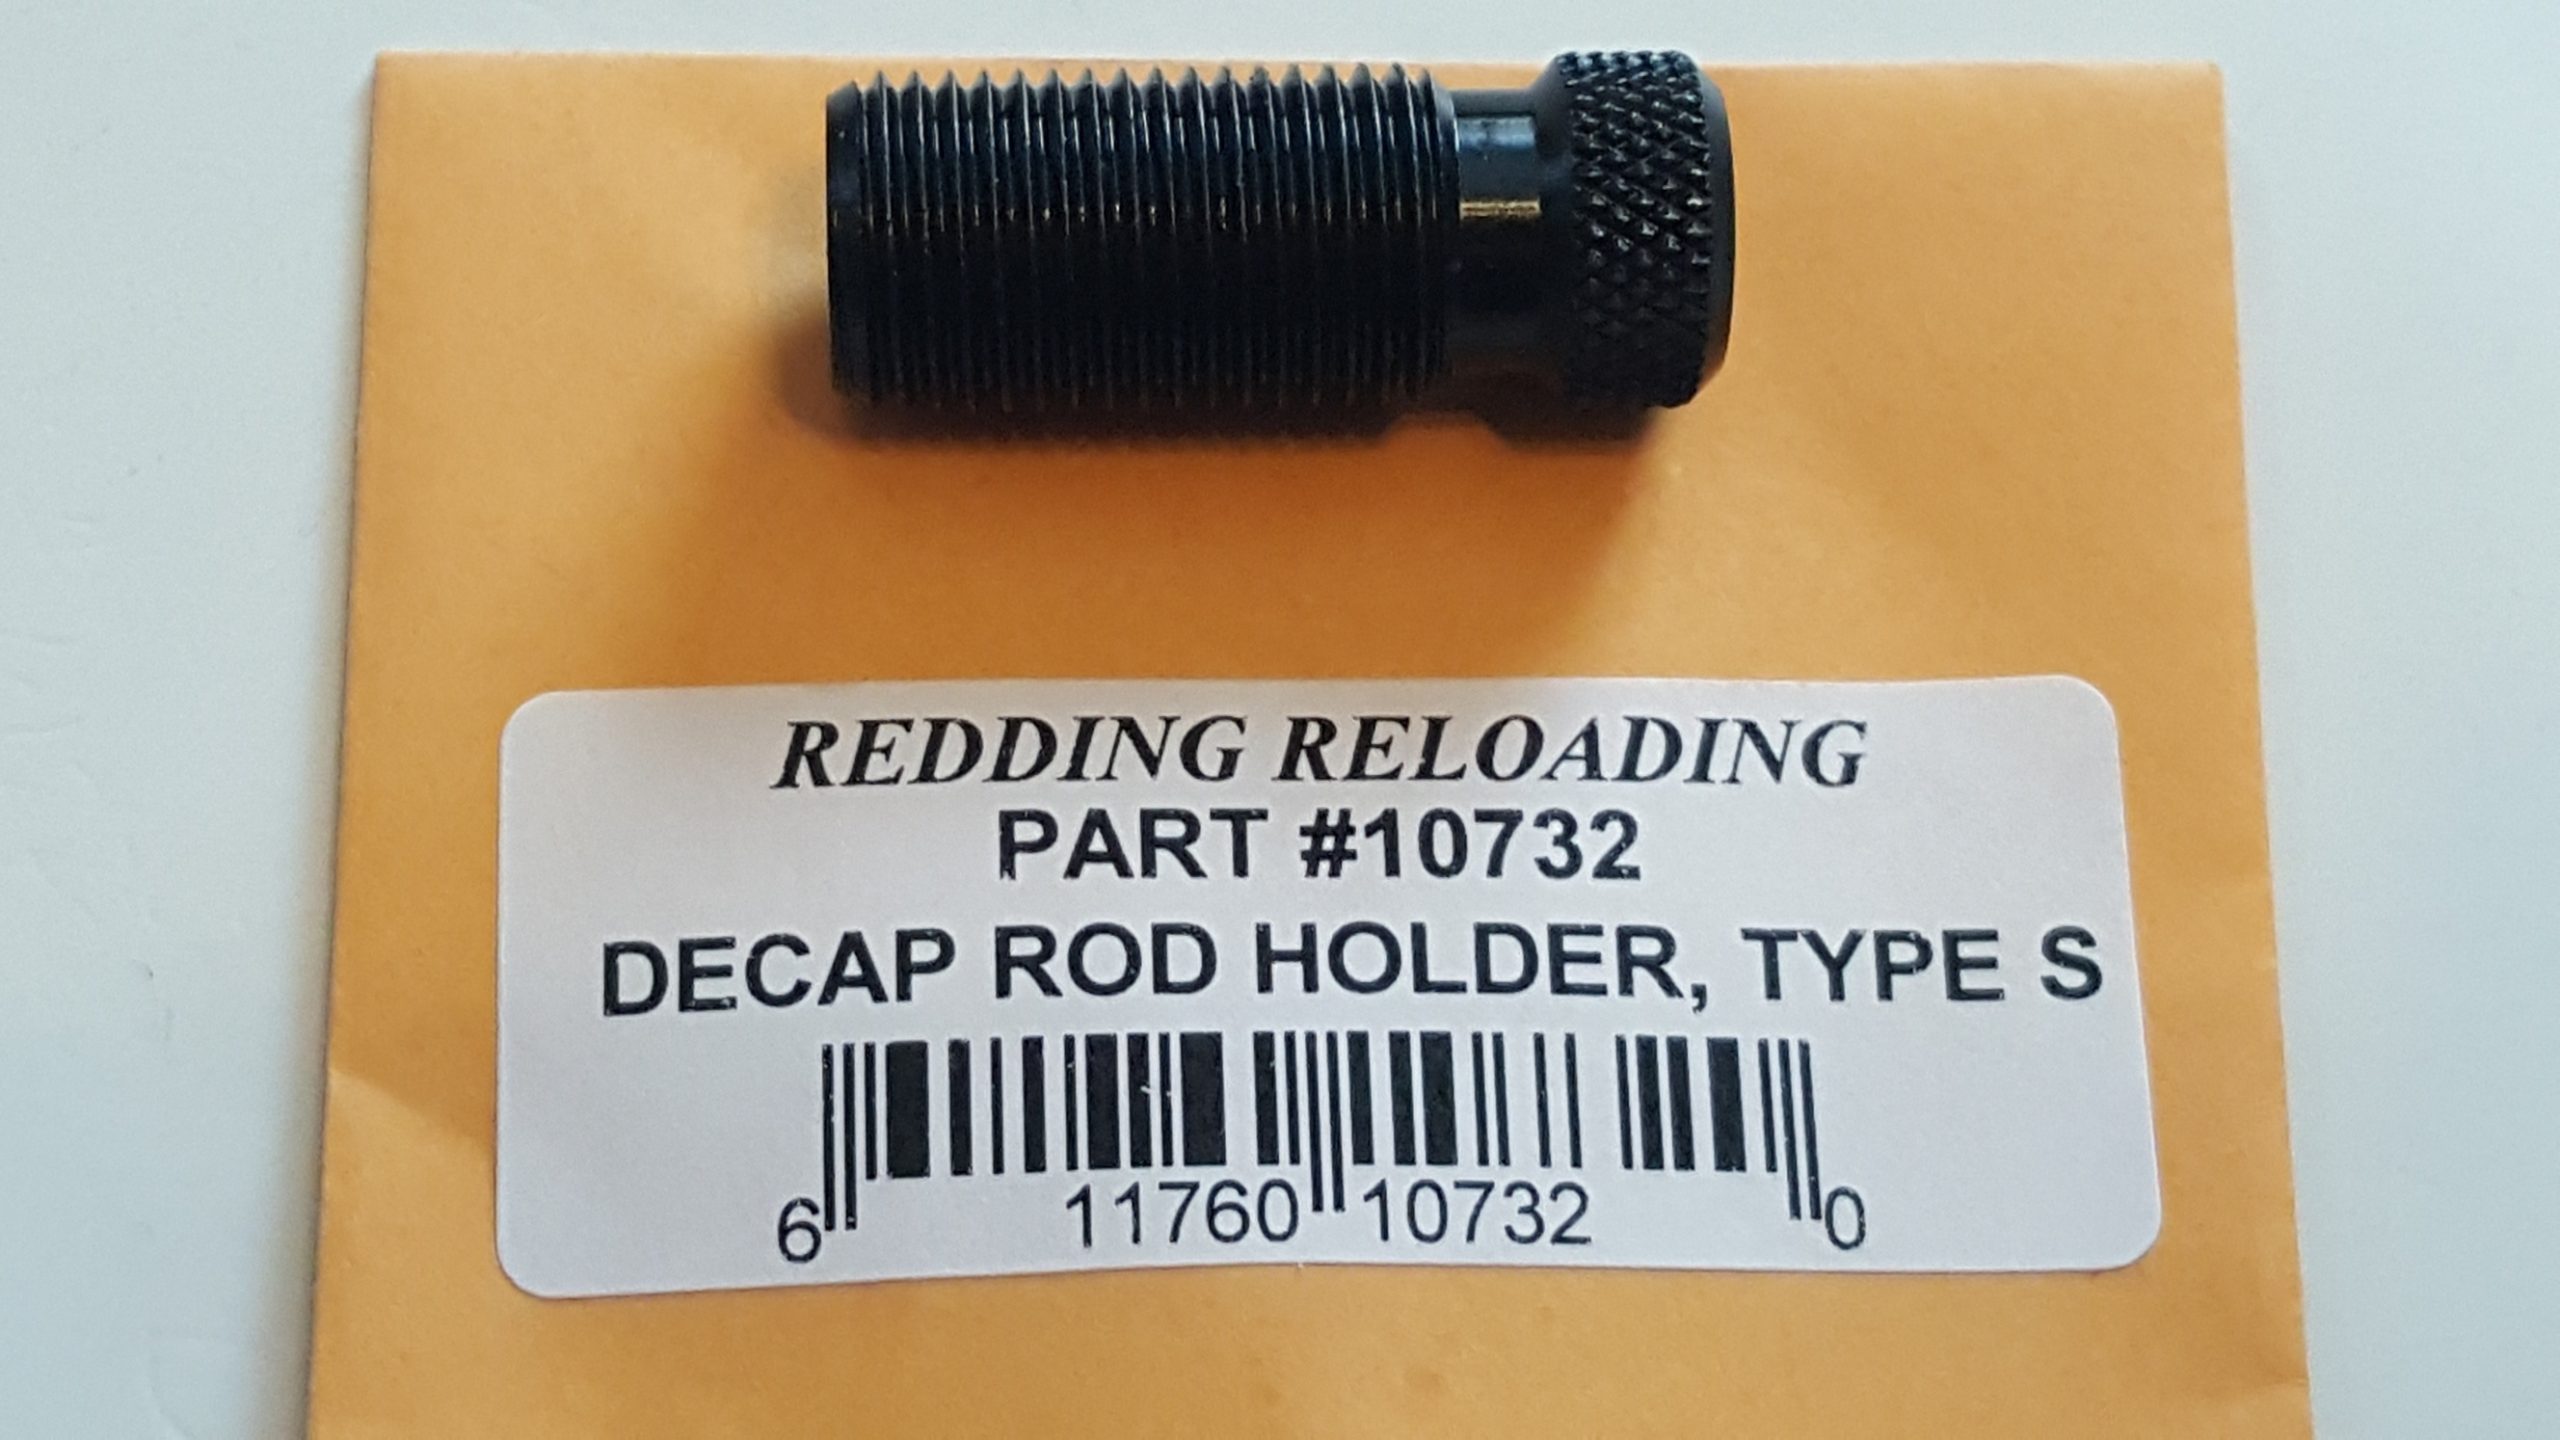 REDDING RELOADING
PART #10732
DECAP ROD HOLDER, TYPE S
6 11760 10732 0